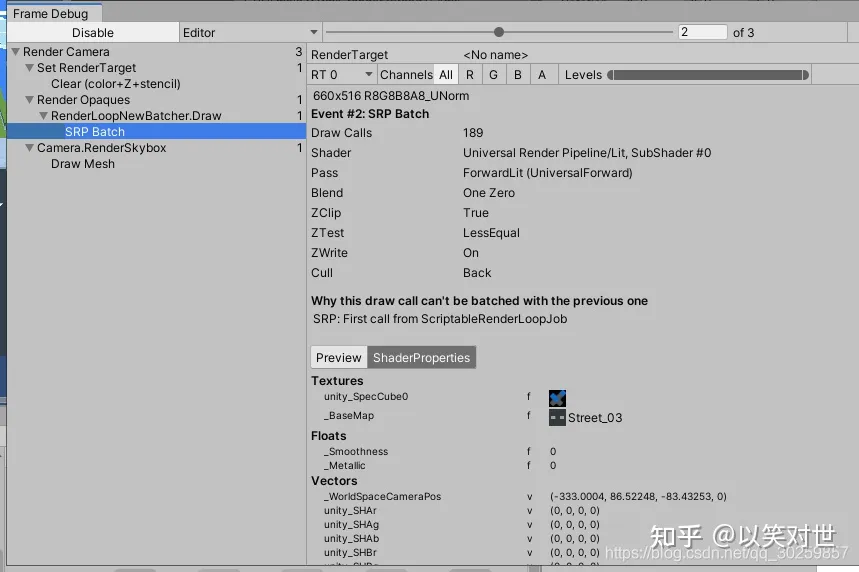 Frame Debug
Disable Editor 2 of 3
Render Camera 3
Set RenderTarget 1
Clear (color+Z+stencil)
Render Opaques 1
RenderLoopNewBatcher.Draw 1
SRP Batch
Camera.RenderSkybox 1
Draw Mesh
RenderTarget <No name>
RT 0 Channels All R G B A Levels
660x516 R8G8B8A8_UNorm
Event #2: SRP Batch
Draw Calls 189
Shader Universal Render Pipeline/Lit, SubShader #0
Pass ForwardLit (UniversalForward)
Blend One Zero
ZClip True
ZTest LessEqual
ZWrite On
Cull Back
Why this draw call can't be batched with the previous one
SRP: First call from ScriptableRenderLoopJob
Preview ShaderProperties
Textures
unity_SpecCube0 f
_BaseMap f Street_03
Floats
_Smoothness f 0
_Metallic f 0
Vectors
_WorldSpaceCameraPos v (-333.0004, 86.52248, -83.43253, 0)
unity_SHAr v (0, 0, 0, 0)
unity_SHAg v (0, 0, 0, 0)
unity_SHAb v (0, 0, 0, 0)
unity_SHBr v (0, 0, 0, 0)
知乎 @以笑对世
https://blog.csdn.net/qq_30259857